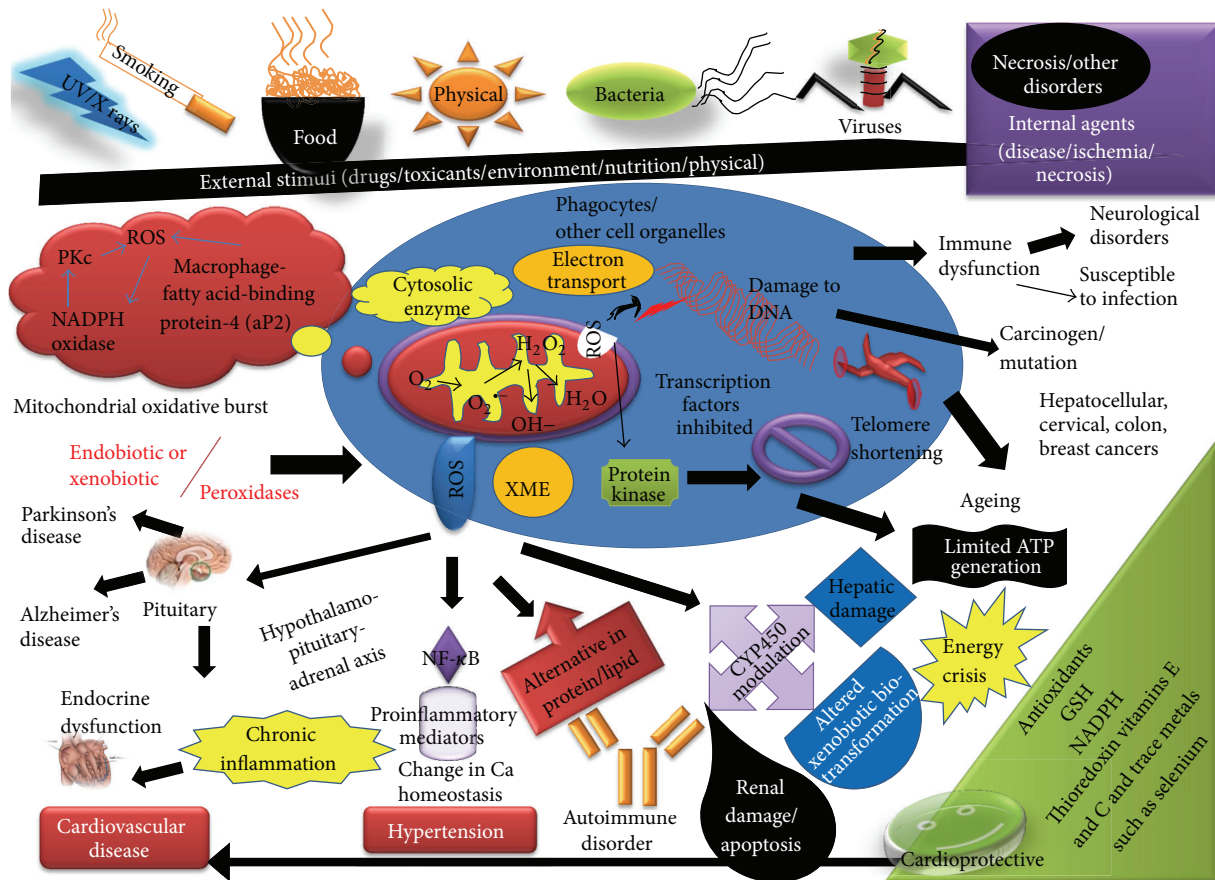 UV/X rays
Smoking
Food
Physical
Bacteria
Viruses
Necrosis/other
disorders
Internal agents
(disease/ischemia/
necrosis)
External stimuli (drugs/toxicants/environment/nutrition/physical)
ROS
PKc
Macrophage-
fatty acid-binding
protein-4 (aP2)
NADPH
oxidase
Mitochondrial oxidative burst
Phagocytes/
other cell organelles
Electron
transport
Cytosolic
enzyme
ROS
Damage to
DNA
H₂O₂
O₂
O₂•−
H₂O
OH−
Transcription
factors
inhibited
Telomere
shortening
Protein
kinase
ROS
XME
Immune
dysfunction
Neurological
disorders
Susceptible
to infection
Carcinogen/
mutation
Hepatocellular,
cervical, colon,
breast cancers
Ageing
Endobiotic or
xenobiotic
Peroxidases
Parkinson's
disease
Alzheimer's
disease
Pituitary
Hypothalamo-
pituitary-
adrenal axis
Endocrine
dysfunction
Chronic
inflammation
Cardiovascular
disease
NF-κB
Proinflammatory
mediators
Change in Ca
homeostasis
Hypertension
Alternative in
protein/lipid
Autoimmune
disorder
CYP450
modulation
Renal
damage/
apoptosis
Hepatic
damage
Altered
xenobiotic bio-
transformation
Limited ATP
generation
Energy
crisis
Antioxidants
GSH
NADPH
Thioredoxin vitamins E
and C and trace metals
such as selenium
Cardioprotective